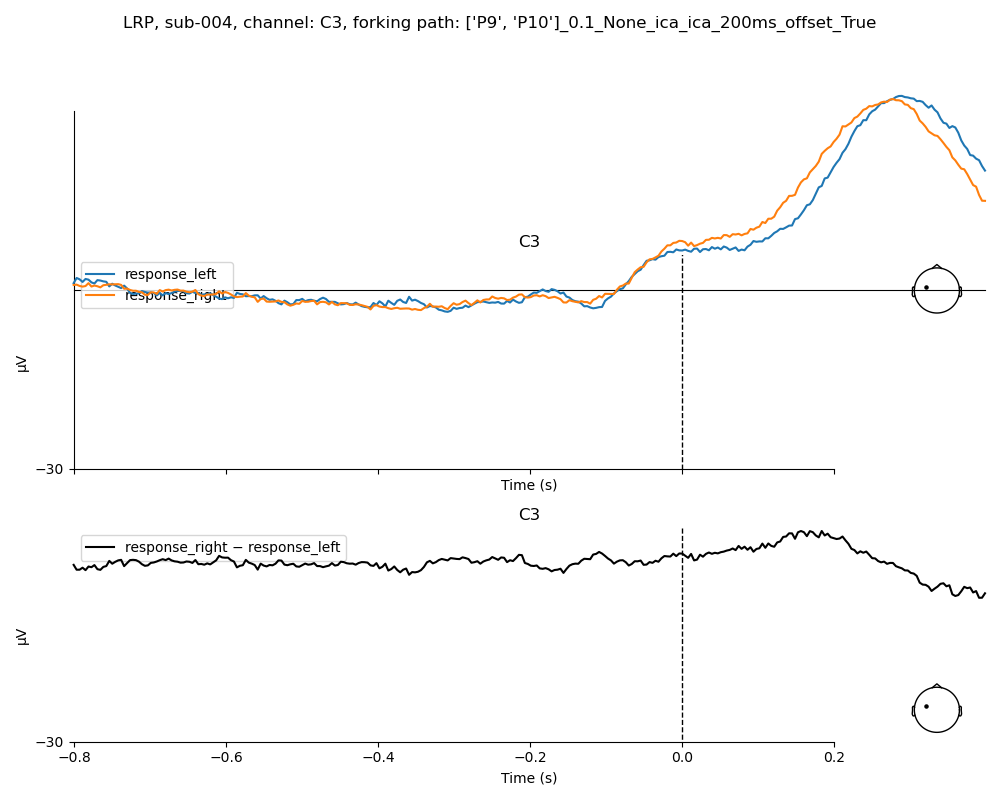 LRP, sub-004, channel: C3, forking path: ['P9', 'P10']_0.1_None_ica_ica_200ms_offset_True
C3
response_left
response_right
μV
−30
Time (s)
C3
response_right − response_left
μV
−30
−0.8 −0.6 −0.4 −0.2 0.0 0.2
Time (s)